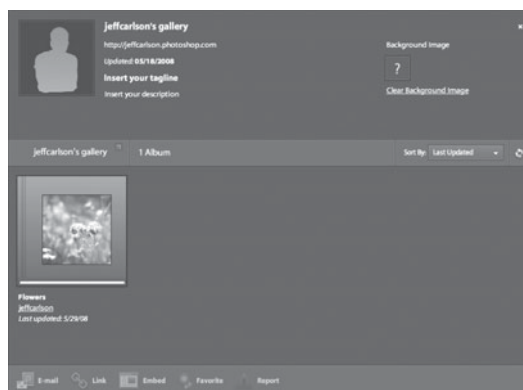 jeffcarlson's gallery
http://jeffcarlson.photoshop.com
Updated: 05/18/2008
Insert your tagline
Insert your description
Background Image
?
Clear Background Image
jeffcarlson's gallery
1 Album
Sort By: Last Updated
Flowers
jeffcarlson
Last updated: 5/29/08
E-mail Link Embed Favorite Report